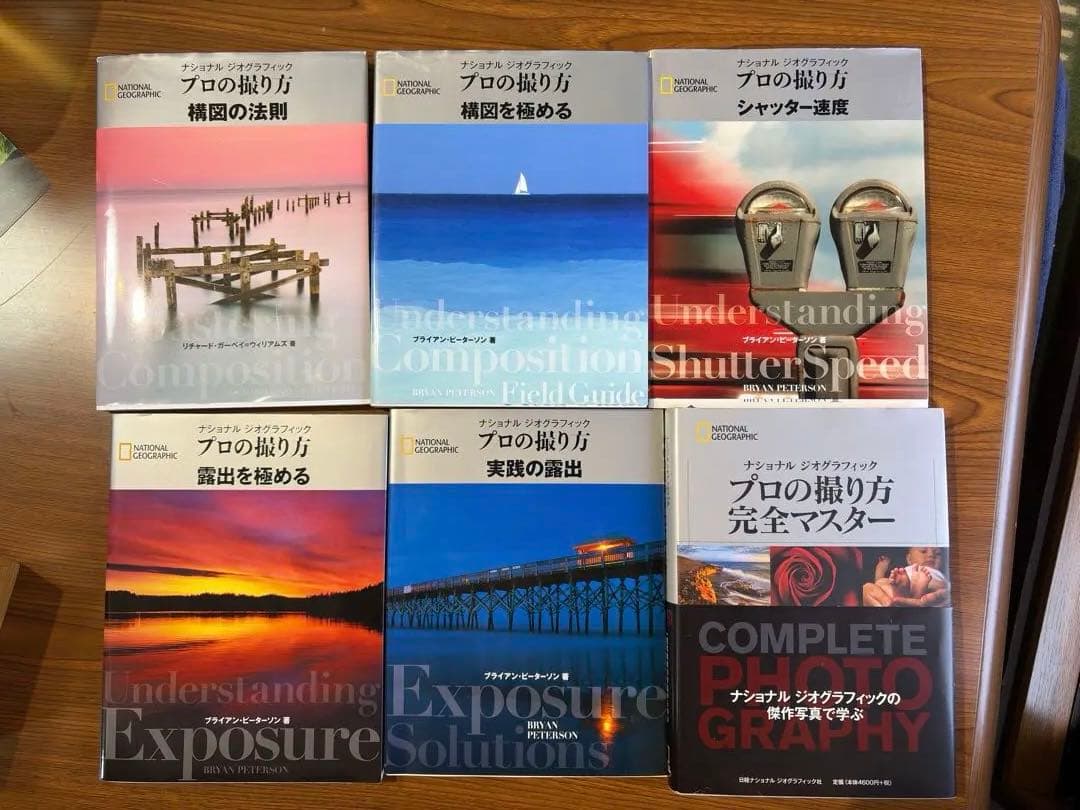 ナショナル ジオグラフィック
NATIONAL
GEOGRAPHIC
プロの撮り方
構図の法則
Mastering
リチャード・ガーベイ=ウィリアムズ 著
Composition
ナショナル ジオグラフィック
NATIONAL
GEOGRAPHIC
プロの撮り方
構図を極める
Understanding
ブライアン・ピーターソン 著
Composition
BRYAN PETERSON
Field Guide
ナショナル ジオグラフィック
NATIONAL
GEOGRAPHIC
プロの撮り方
シャッター速度
Understanding
ブライアン・ピーターソン 著
Shutter Speed
BRYAN PETERSON
BRYAN PETERSON
ナショナル ジオグラフィック
NATIONAL
GEOGRAPHIC
プロの撮り方
露出を極める
Understanding
ブライアン・ピーターソン 著
Exposure
BRYAN PETERSON
ナショナル ジオグラフィック
NATIONAL
GEOGRAPHIC
プロの撮り方
実践の露出
ブライアン・ピーターソン 著
Exposure
BRYAN
PETERSON
Solutions
NATIONAL
GEOGRAPHIC
ナショナル ジオグラフィック
プロの撮り方
完全マスター
COMPLETE
PHOTO
GRAPHY
ナショナル ジオグラフィックの
傑作写真で学ぶ
日経ナショナル ジオグラフィック社 定価(本体4600円+税)